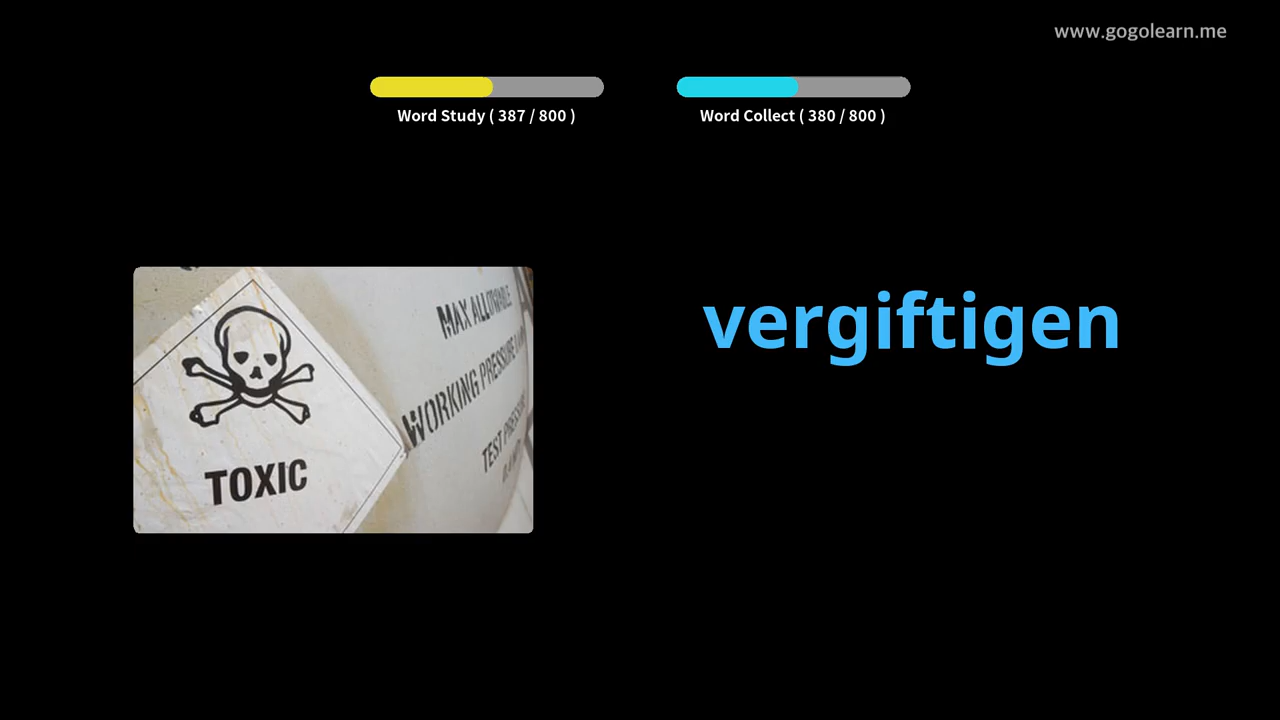 www.gogolearn.me
Word Study ( 387 / 800 )
Word Collect ( 380 / 800 )
vergiftigen
MAX ALLOWABLE
WORKING PRESSURE
TEST PRESSURE
TOXIC